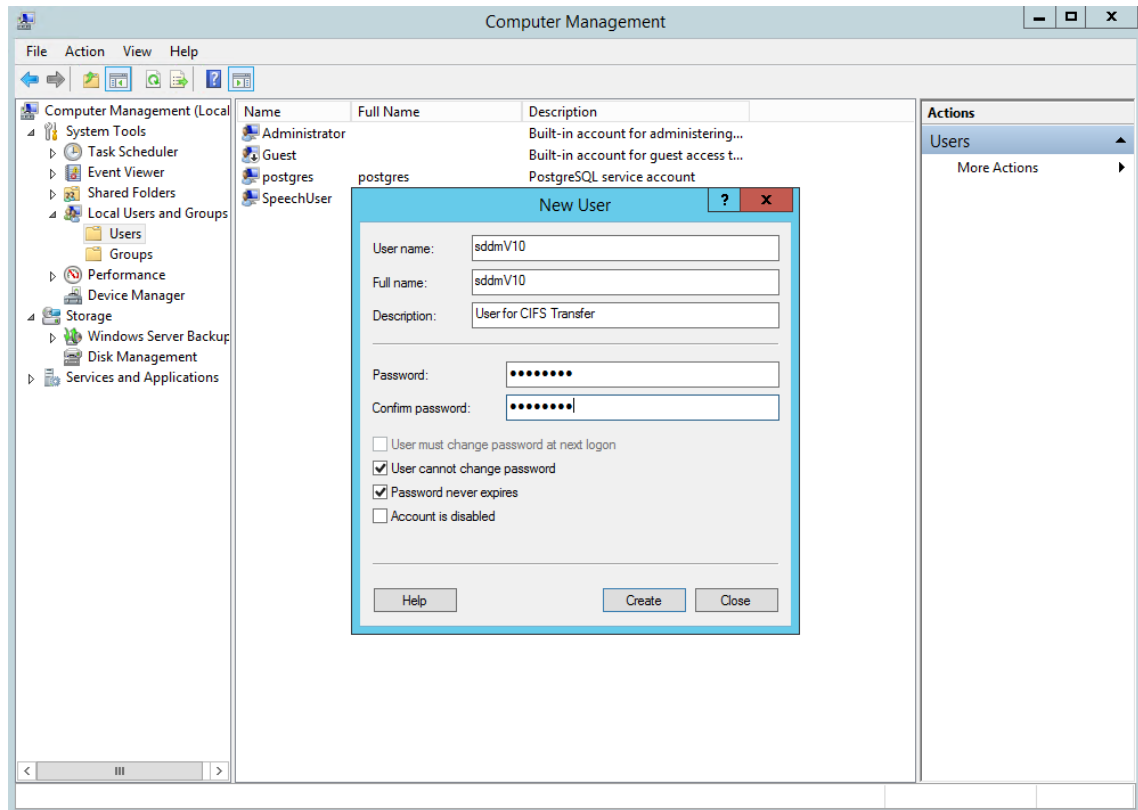 Computer Management
File Action View Help
Computer Management (Local
System Tools
Task Scheduler
Event Viewer
Shared Folders
Local Users and Groups
Users
Groups
Performance
Device Manager
Storage
Windows Server Backup
Disk Management
Services and Applications
Name Full Name Description
Administrator Built-in account for administering...
Guest Built-in account for guest access t...
postgres postgres PostgreSQL service account
SpeechUser
New User
? x
User name: sddmV10
Full name: sddmV10
Description: User for CIFS Transfer
Password: ••••••••
Confirm password: ••••••••
User must change password at next logon
User cannot change password
Password never expires
Account is disabled
Help Create Close
Actions
Users
More Actions